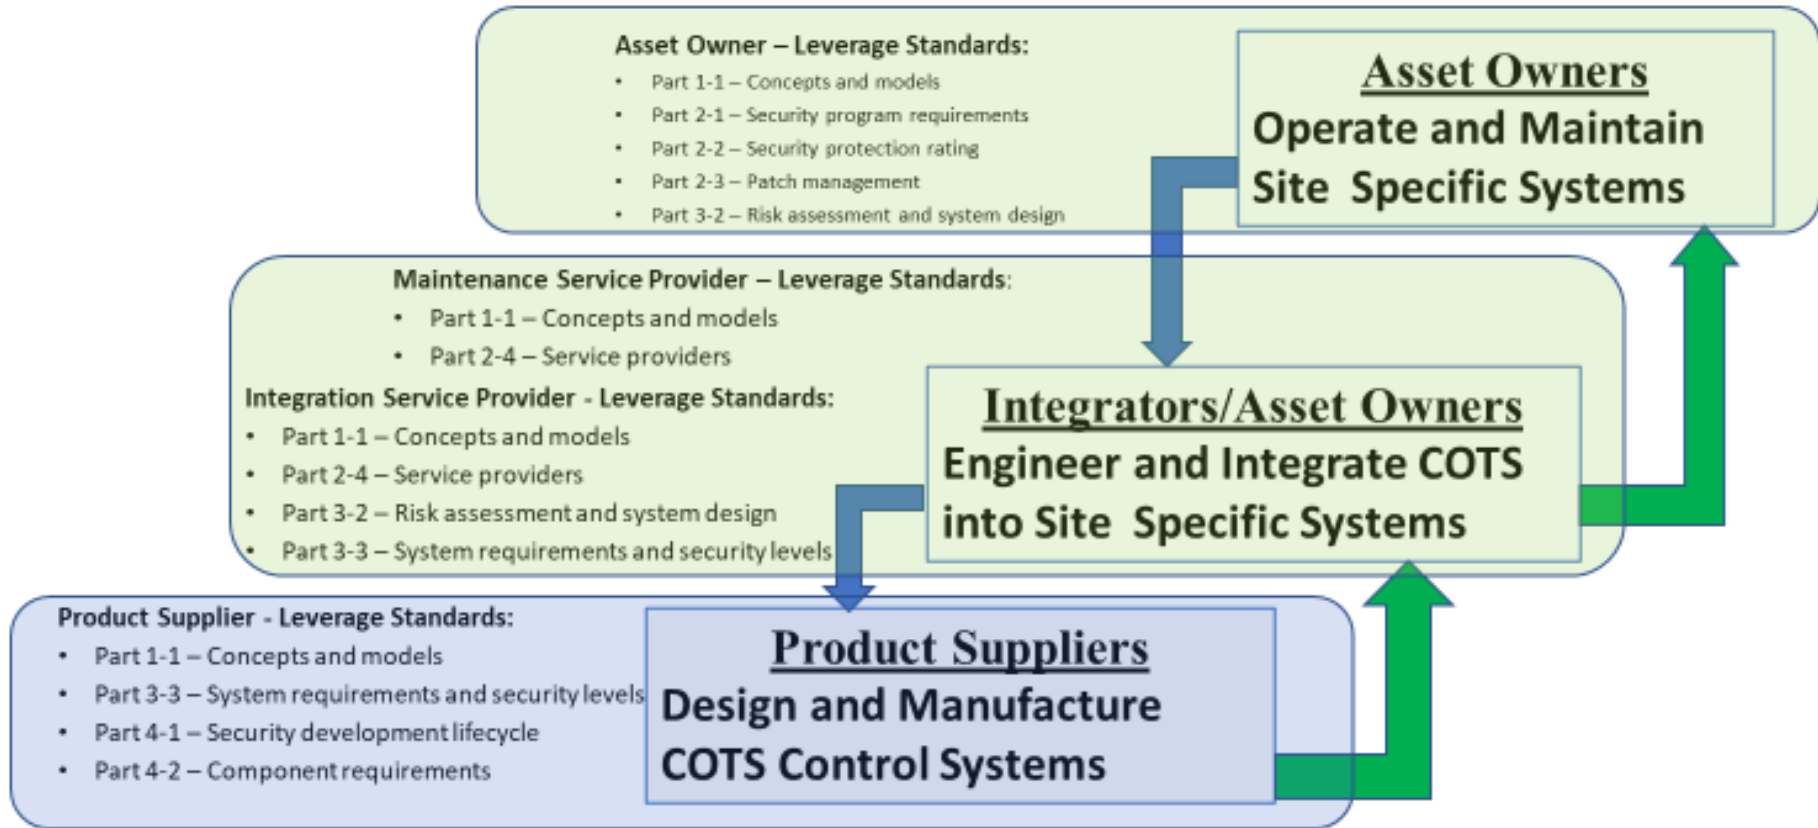 Asset Owner – Leverage Standards:
• Part 1-1 – Concepts and models
• Part 2-1 – Security program requirements
• Part 2-2 – Security protection rating
• Part 2-3 – Patch management
• Part 3-2 – Risk assessment and system design
Asset Owners
Operate and Maintain
Site Specific Systems
Maintenance Service Provider – Leverage Standards:
• Part 1-1 – Concepts and models
• Part 2-4 – Service providers
Integration Service Provider - Leverage Standards:
• Part 1-1 – Concepts and models
• Part 2-4 – Service providers
• Part 3-2 – Risk assessment and system design
• Part 3-3 – System requirements and security levels
Integrators/Asset Owners
Engineer and Integrate COTS
into Site Specific Systems
Product Supplier - Leverage Standards:
• Part 1-1 – Concepts and models
• Part 3-3 – System requirements and security levels
• Part 4-1 – Security development lifecycle
• Part 4-2 – Component requirements
Product Suppliers
Design and Manufacture
COTS Control Systems